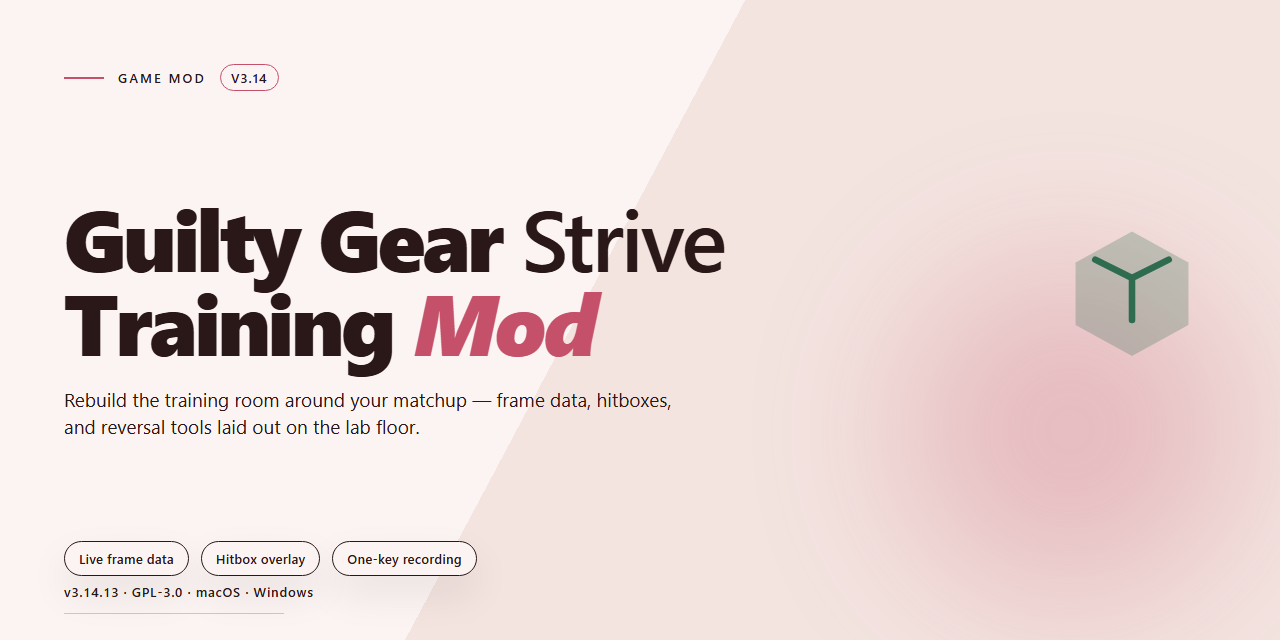 GAME MOD V3.14
Guilty Gear Strive
Training Mod
Rebuild the training room around your matchup — frame data, hitboxes,
and reversal tools laid out on the lab floor.
Live frame data Hitbox overlay One-key recording
v3.14.13 · GPL-3.0 · macOS · Windows